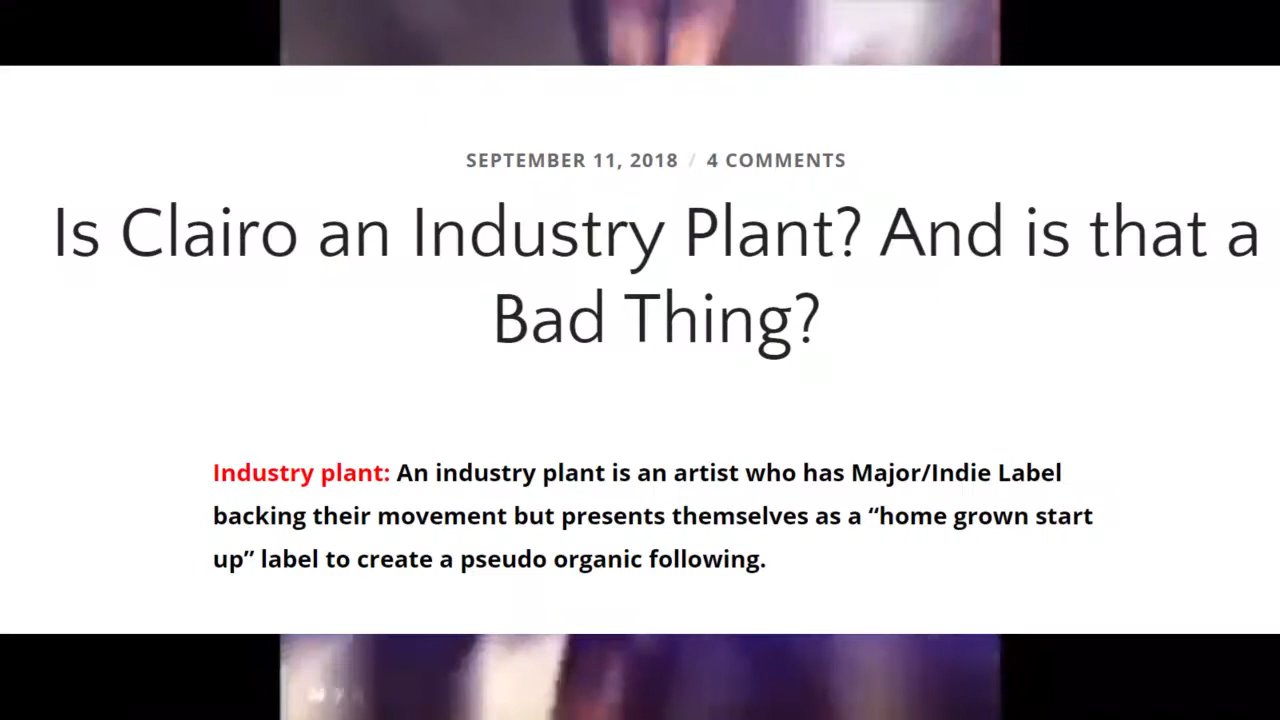 SEPTEMBER 11, 2018 / 4 COMMENTS
Is Clairo an Industry Plant? And is that a
Bad Thing?
Industry plant: An industry plant is an artist who has Major/Indie Label
backing their movement but presents themselves as a “home grown start
up” label to create a pseudo organic following.